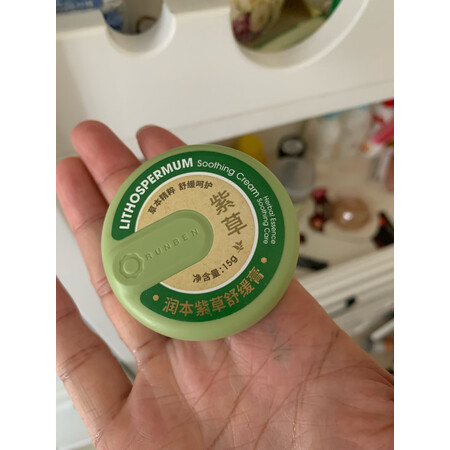 LITHOSPERMUM Soothing Cream
Herbal Essence
Soothing Care
草本精粹 舒缓呵护
紫草
RUNBEN
净含量:15g
润本紫草舒缓膏